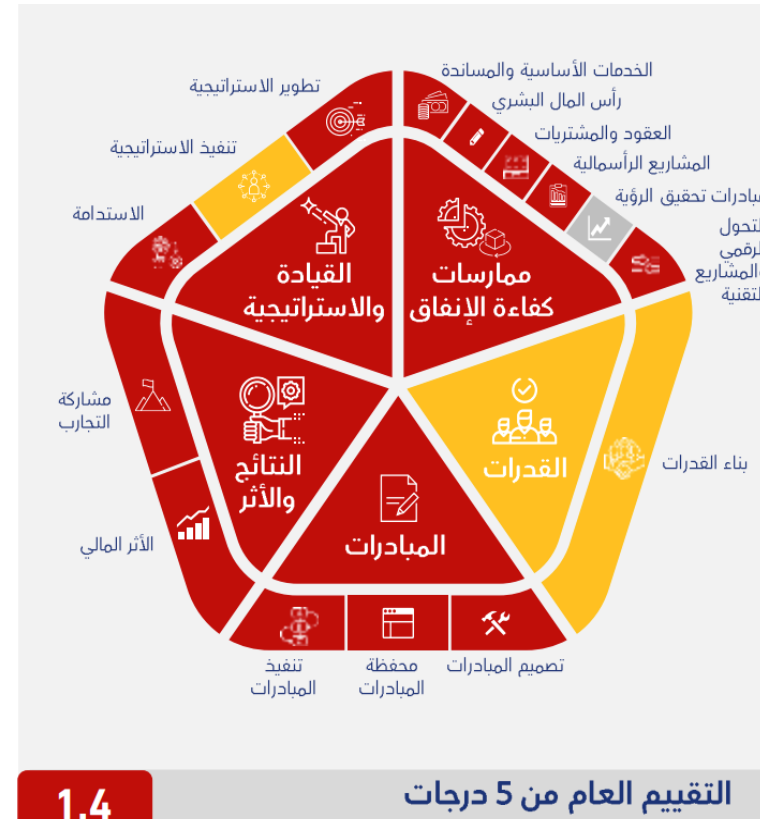 الخدمات الأساسية والمساندة
رأس المال البشري
العقود والمشتريات
المشاريع الرأسمالية
مبادرات تحقيق الرؤية
التحول
الرقمي
والمشاريع
التقنية
تطوير الاستراتيجية
تنفيذ الاستراتيجية
الاستدامة
ممارسات
كفاءة الإنفاق
القيادة
والاستراتيجية
القدرات
بناء القدرات
النتائج
والأثر
مشاركة
التجارب
الأثر المالي
المبادرات
تصميم المبادرات
محفظة
المبادرات
تنفيذ
المبادرات
التقييم العام من 5 درجات
1.4